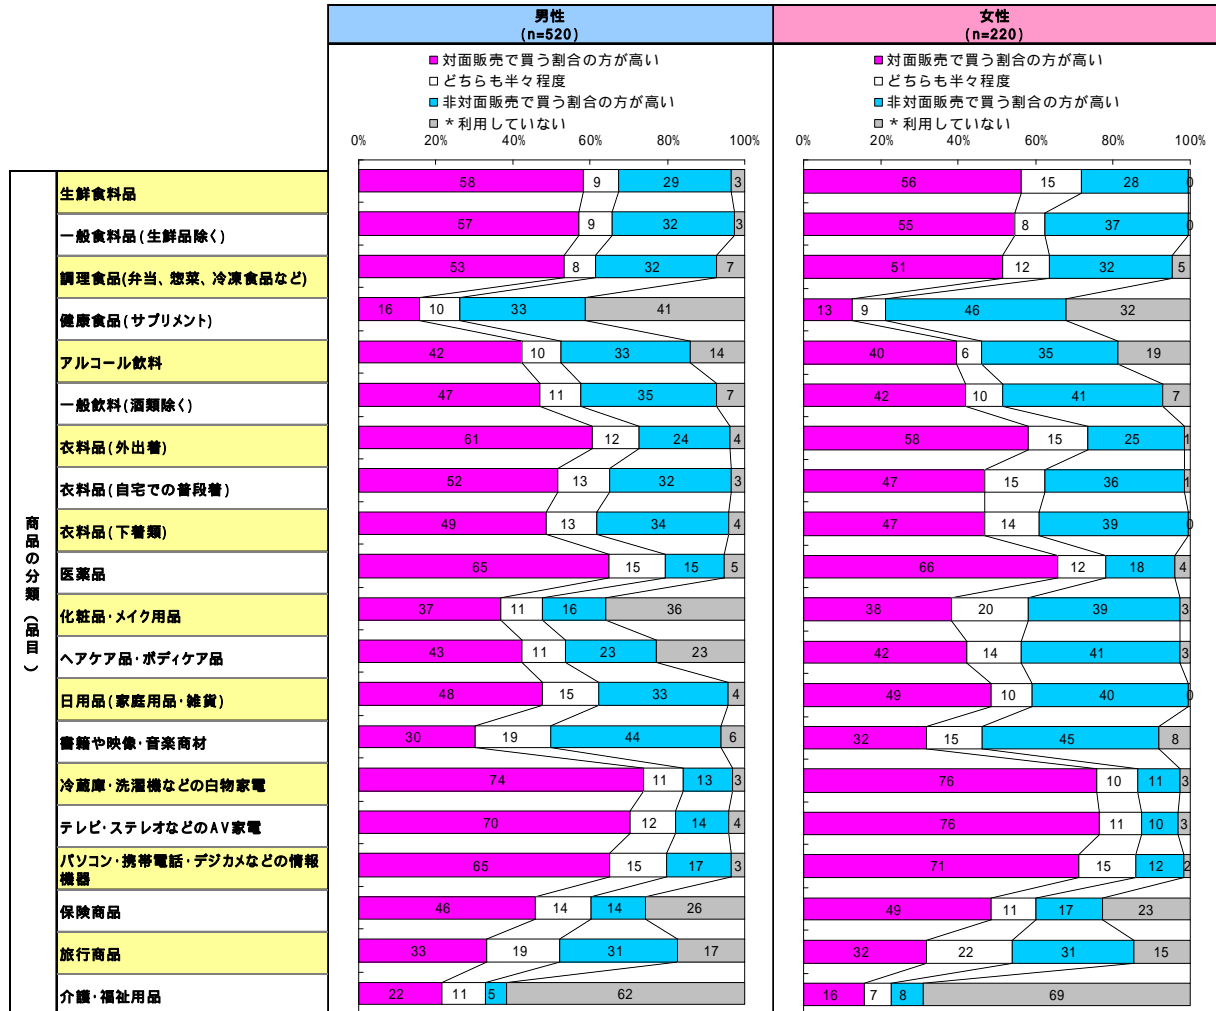 男性
(n=520)
女性
(n=220)
■対面販売で買う割合の方が高い
□どちらも半々程度
■非対面販売で買う割合の方が高い
■*利用していない
■対面販売で買う割合の方が高い
□どちらも半々程度
■非対面販売で買う割合の方が高い
■*利用していない
0% 20% 40% 60% 80% 100%
0% 20% 40% 60% 80% 100%
商品の分類(品目)
生鮮食料品 58 9 29 3 56 15 28 0
一般食料品(生鮮品除く) 57 9 32 3 55 8 37 0
調理食品(弁当、惣菜、冷凍食品など) 53 8 32 7 51 12 32 5
健康食品(サプリメント) 16 10 33 41 13 9 46 32
アルコール飲料 42 10 33 14 40 6 35 19
一般飲料(酒類除く) 47 11 35 7 42 10 41 7
衣料品(外出着) 61 12 24 4 58 15 25 1
衣料品(自宅での普段着) 52 13 32 3 47 15 36 1
衣料品(下着類) 49 13 34 4 47 14 39 0
医薬品 65 15 15 5 66 12 18 4
化粧品・メイク用品 37 11 16 36 38 20 39 3
ヘアケア品・ボディケア品 43 11 23 23 42 14 41 3
日用品(家庭用品・雑貨) 48 15 33 4 49 10 40 0
書籍や映像・音楽商材 30 19 44 6 32 15 45 8
冷蔵庫・洗濯機などの白物家電 74 11 13 3 76 10 11 3
テレビ・ステレオなどのAV家電 70 12 14 4 76 11 10 3
パソコン・携帯電話・デジカメなどの情報
機器 65 15 17 3 71 15 12 2
保険商品 46 14 14 26 49 11 17 23
旅行商品 33 19 31 17 32 22 31 15
介護・福祉用品 22 11 5 62 16 7 8 69